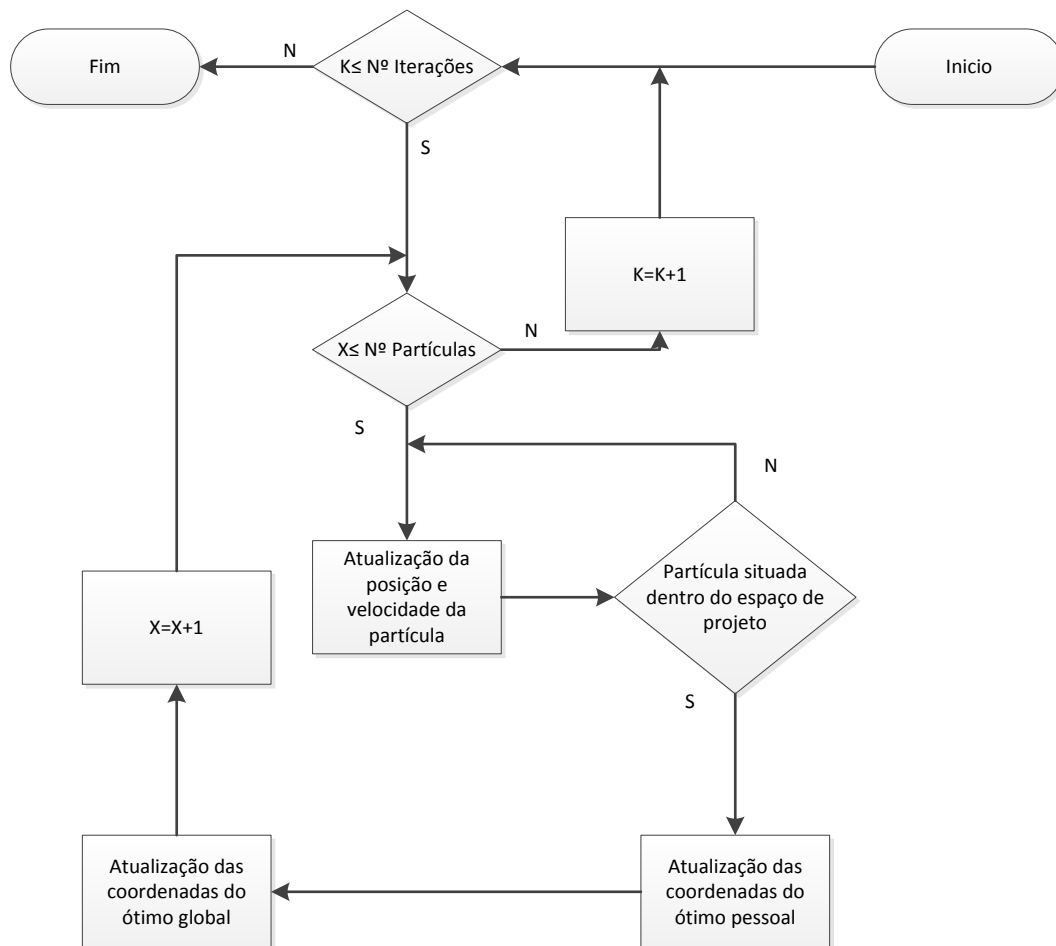 Fim
N
K≤ Nº Iterações
Inicio
S
K=K+1
X≤ Nº Partículas
N
S
N
Atualização da
posição e
velocidade da
partícula
Partícula situada
dentro do espaço de
projeto
X=X+1
S
Atualização das
coordenadas do
ótimo global
Atualização das
coordenadas do
ótimo pessoal